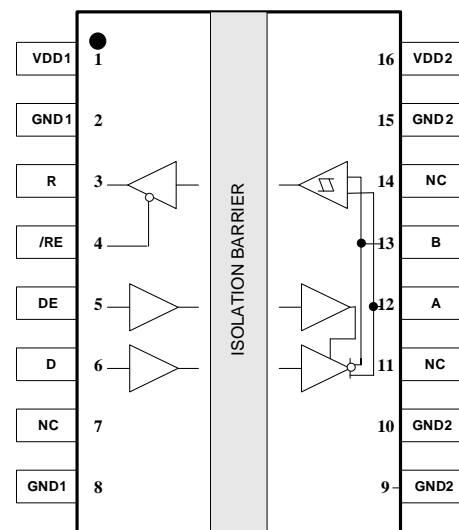 VDD1 1 16 VDD2
GND1 2 15 GND2
R 3 14 NC
/RE 4 13 B
DE 5 12 A
D 6 11 NC
NC 7 10 GND2
GND1 8 9 GND2
ISOLATION BARRIER